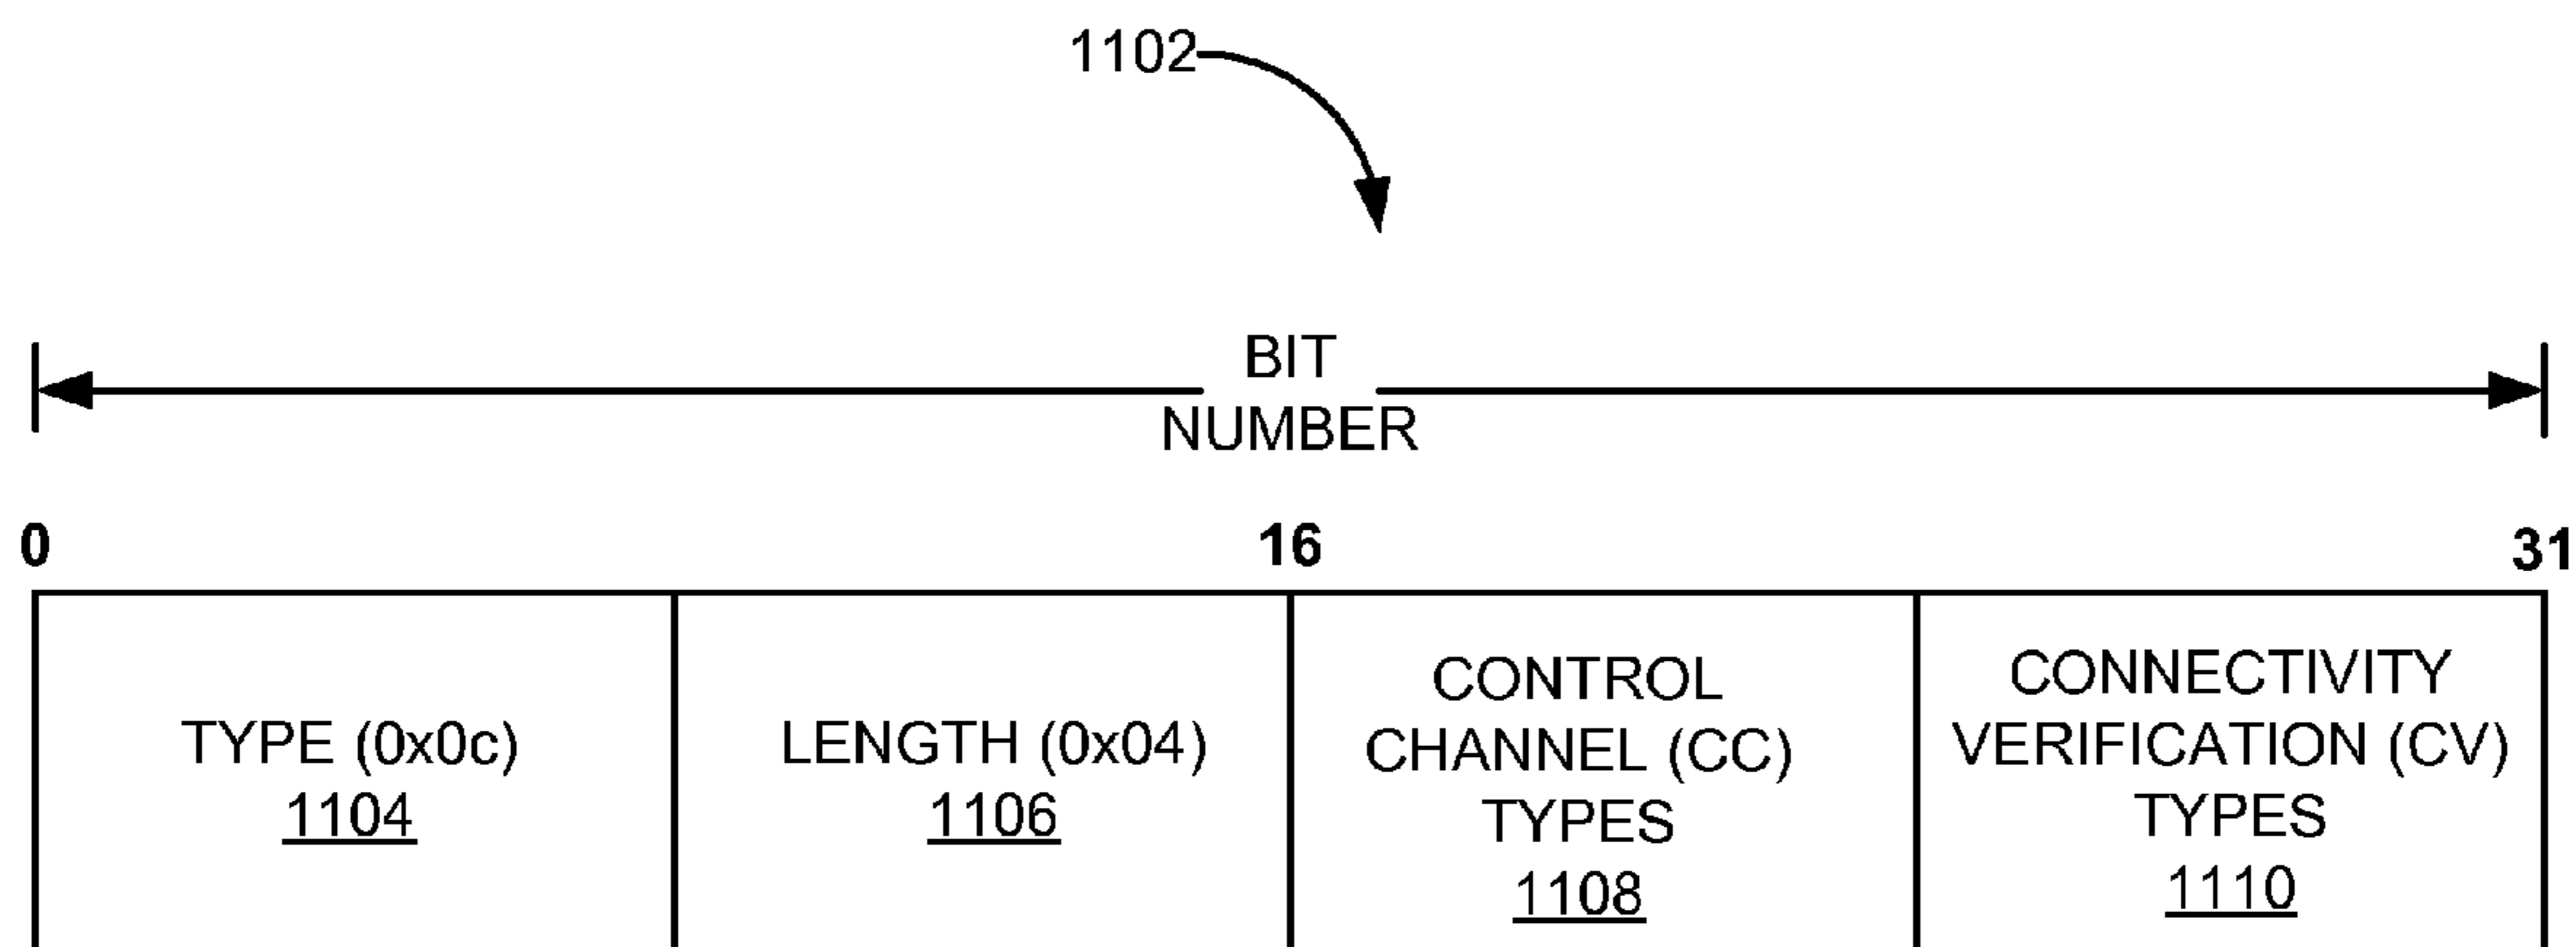 1102
BIT
NUMBER
0 16 31
TYPE (0x0c)
1104
LENGTH (0x04)
1106
CONTROL
CHANNEL (CC)
TYPES
1108
CONNECTIVITY
VERIFICATION (CV)
TYPES
1110